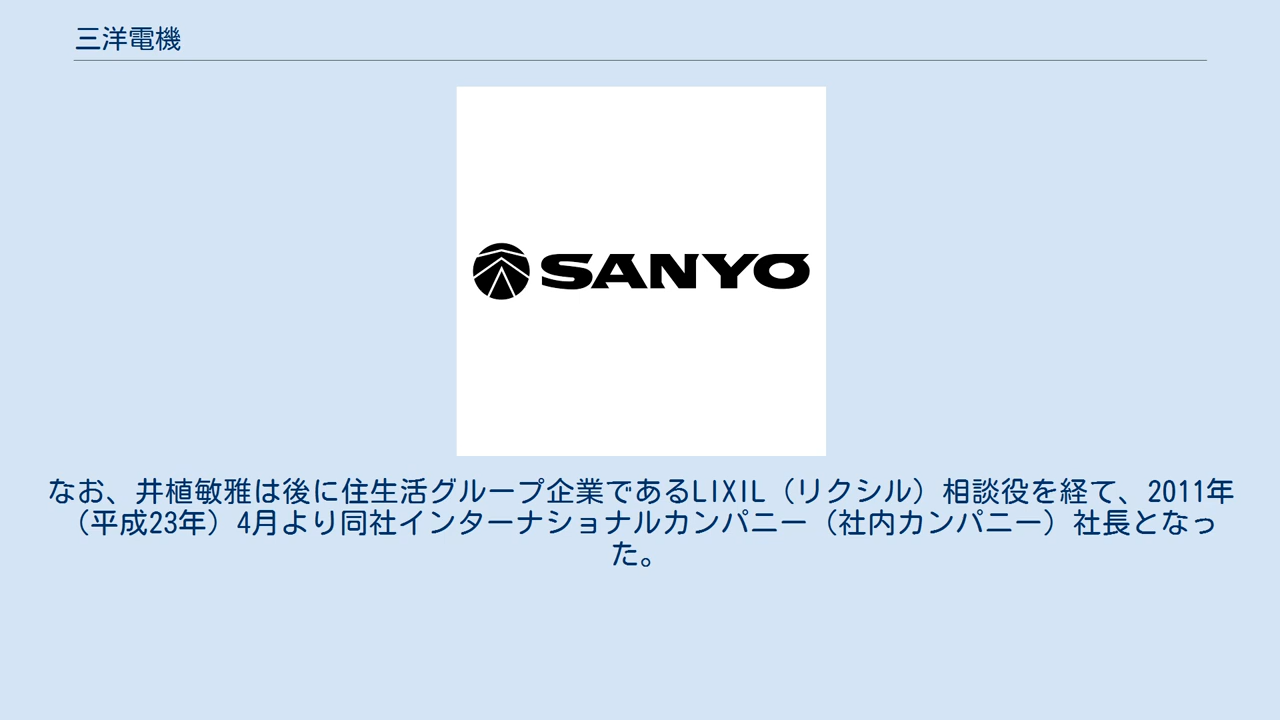 三洋電機
SANYO
なお、井植敏雅は後に住生活グループ企業であるLIXIL（リクシル）相談役を経て、2011年
（平成23年）4月より同社インターナショナルカンパニー（社内カンパニー）社長となっ
た。